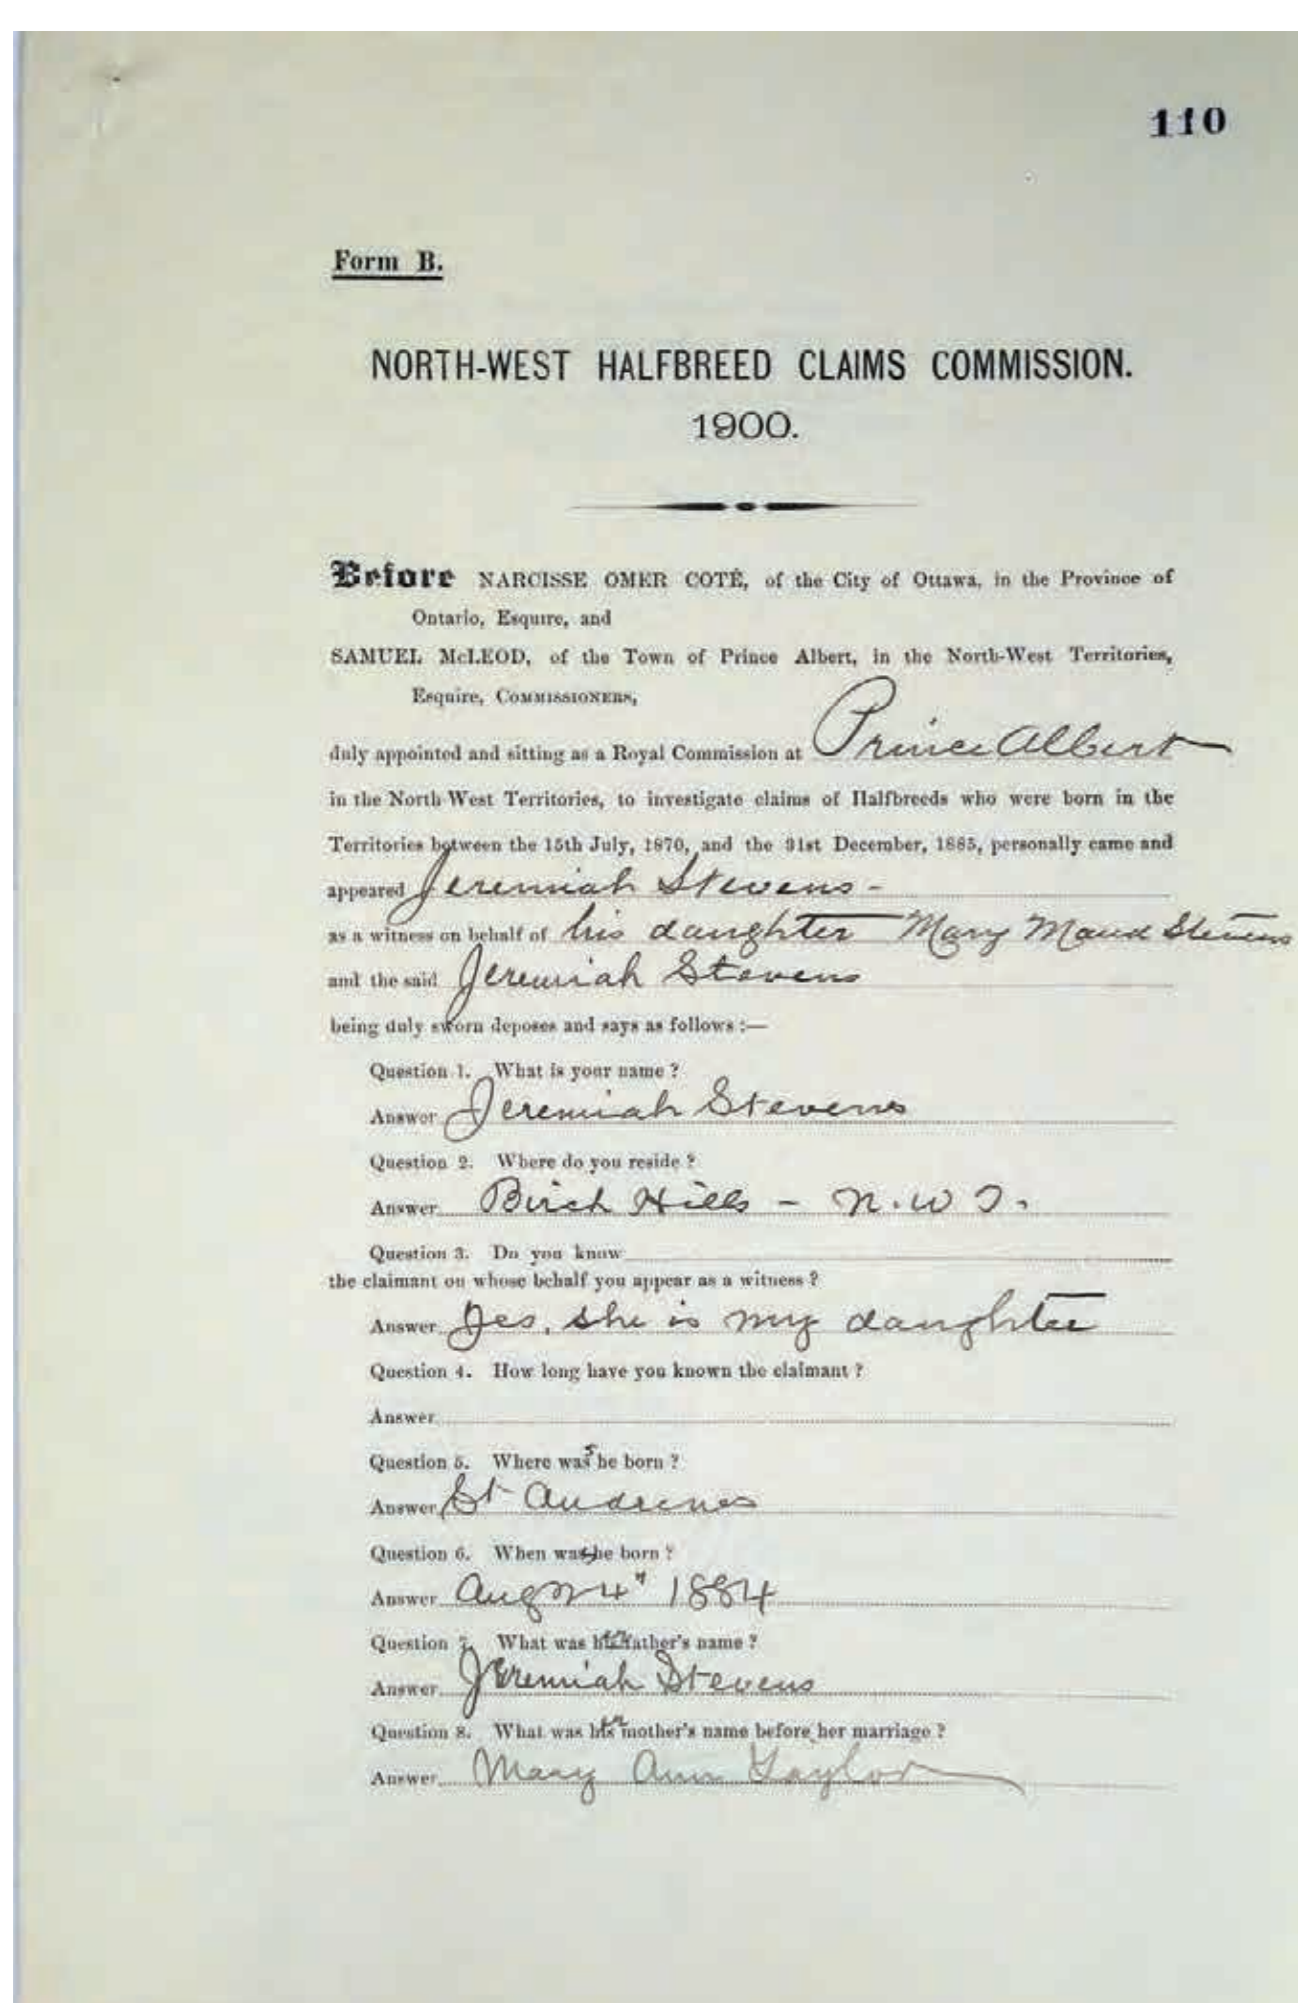 110
Form B.
NORTH-WEST HALFBREED CLAIMS COMMISSION.
1900.
Before NARCISSE OMER COTÉ, of the City of Ottawa, in the Province of
Ontario, Esquire, and
SAMUEL McLEOD, of the Town of Prince Albert, in the North-West Territories,
Esquire, COMMISSIONERS,
duly appointed and sitting as a Royal Commission at Prince Albert
in the North West Territories, to investigate claims of Halfbreeds who were born in the
Territories between the 15th July, 1870, and the 31st December, 1885, personally came and
appeared Jeremiah Stevens -
as a witness on behalf of his daughter Mary Maud Stevens
and the said Jeremiah Stevens
being duly sworn deposes and says as follows :—
Question 1. What is your name ?
Answer Jeremiah Stevens
Question 2. Where do you reside ?
Answer Birch Hills - N.W.T.
Question 3. Do you know
the claimant on whose behalf you appear as a witness ?
Answer Yes, she is my daughter
Question 4. How long have you known the claimant ?
Answer
Question 5. Where was she born ?
Answer St Andrews
Question 6. When was she born ?
Answer Aug 24" 1884
Question 7. What was her father's name ?
Answer Jeremiah Stevens
Question 8. What was her mother's name before her marriage ?
Answer Mary Ann Taylor